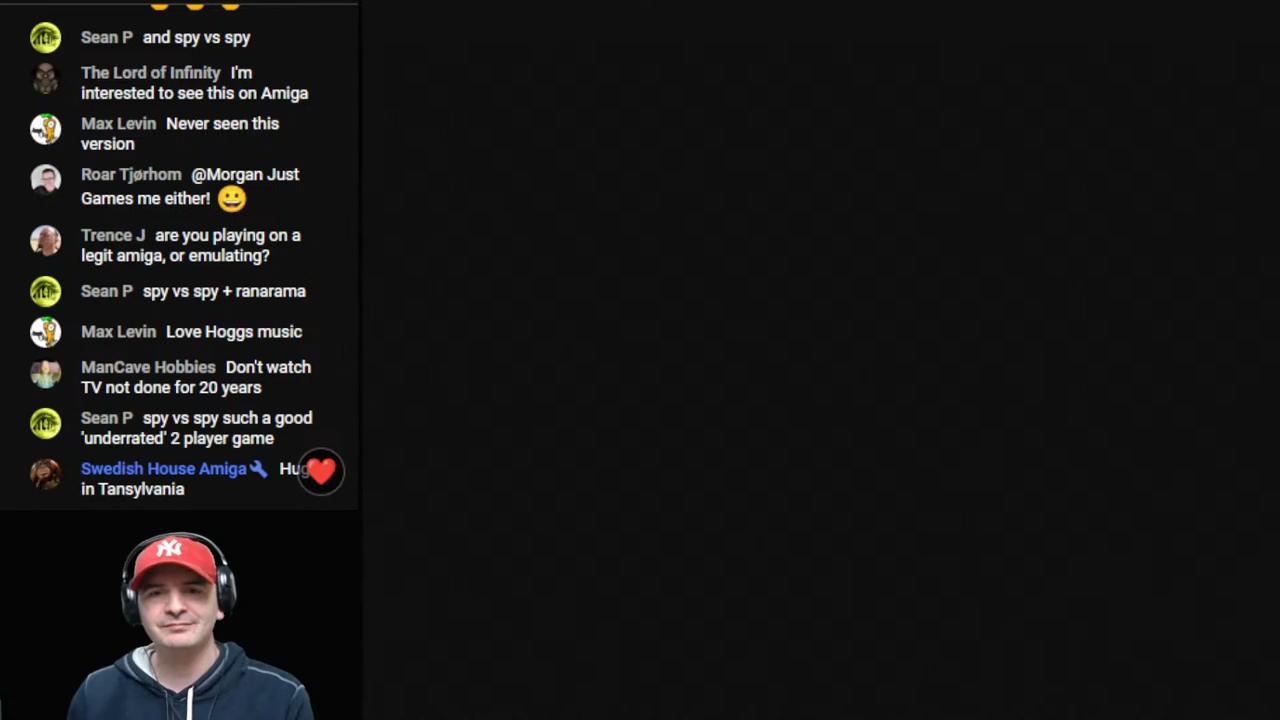 Sean P and spy vs spy
The Lord of Infinity I'm
interested to see this on Amiga
Max Levin Never seen this
version
Roar Tjørhom @Morgan Just
Games me either!
Trence J are you playing on a
legit amiga, or emulating?
Sean P spy vs spy + ranarama
Max Levin Love Hoggs music
ManCave Hobbies Don't watch
TV not done for 20 years
Sean P spy vs spy such a good
'underrated' 2 player game
Swedish House Amiga
in Tansylvania
NY